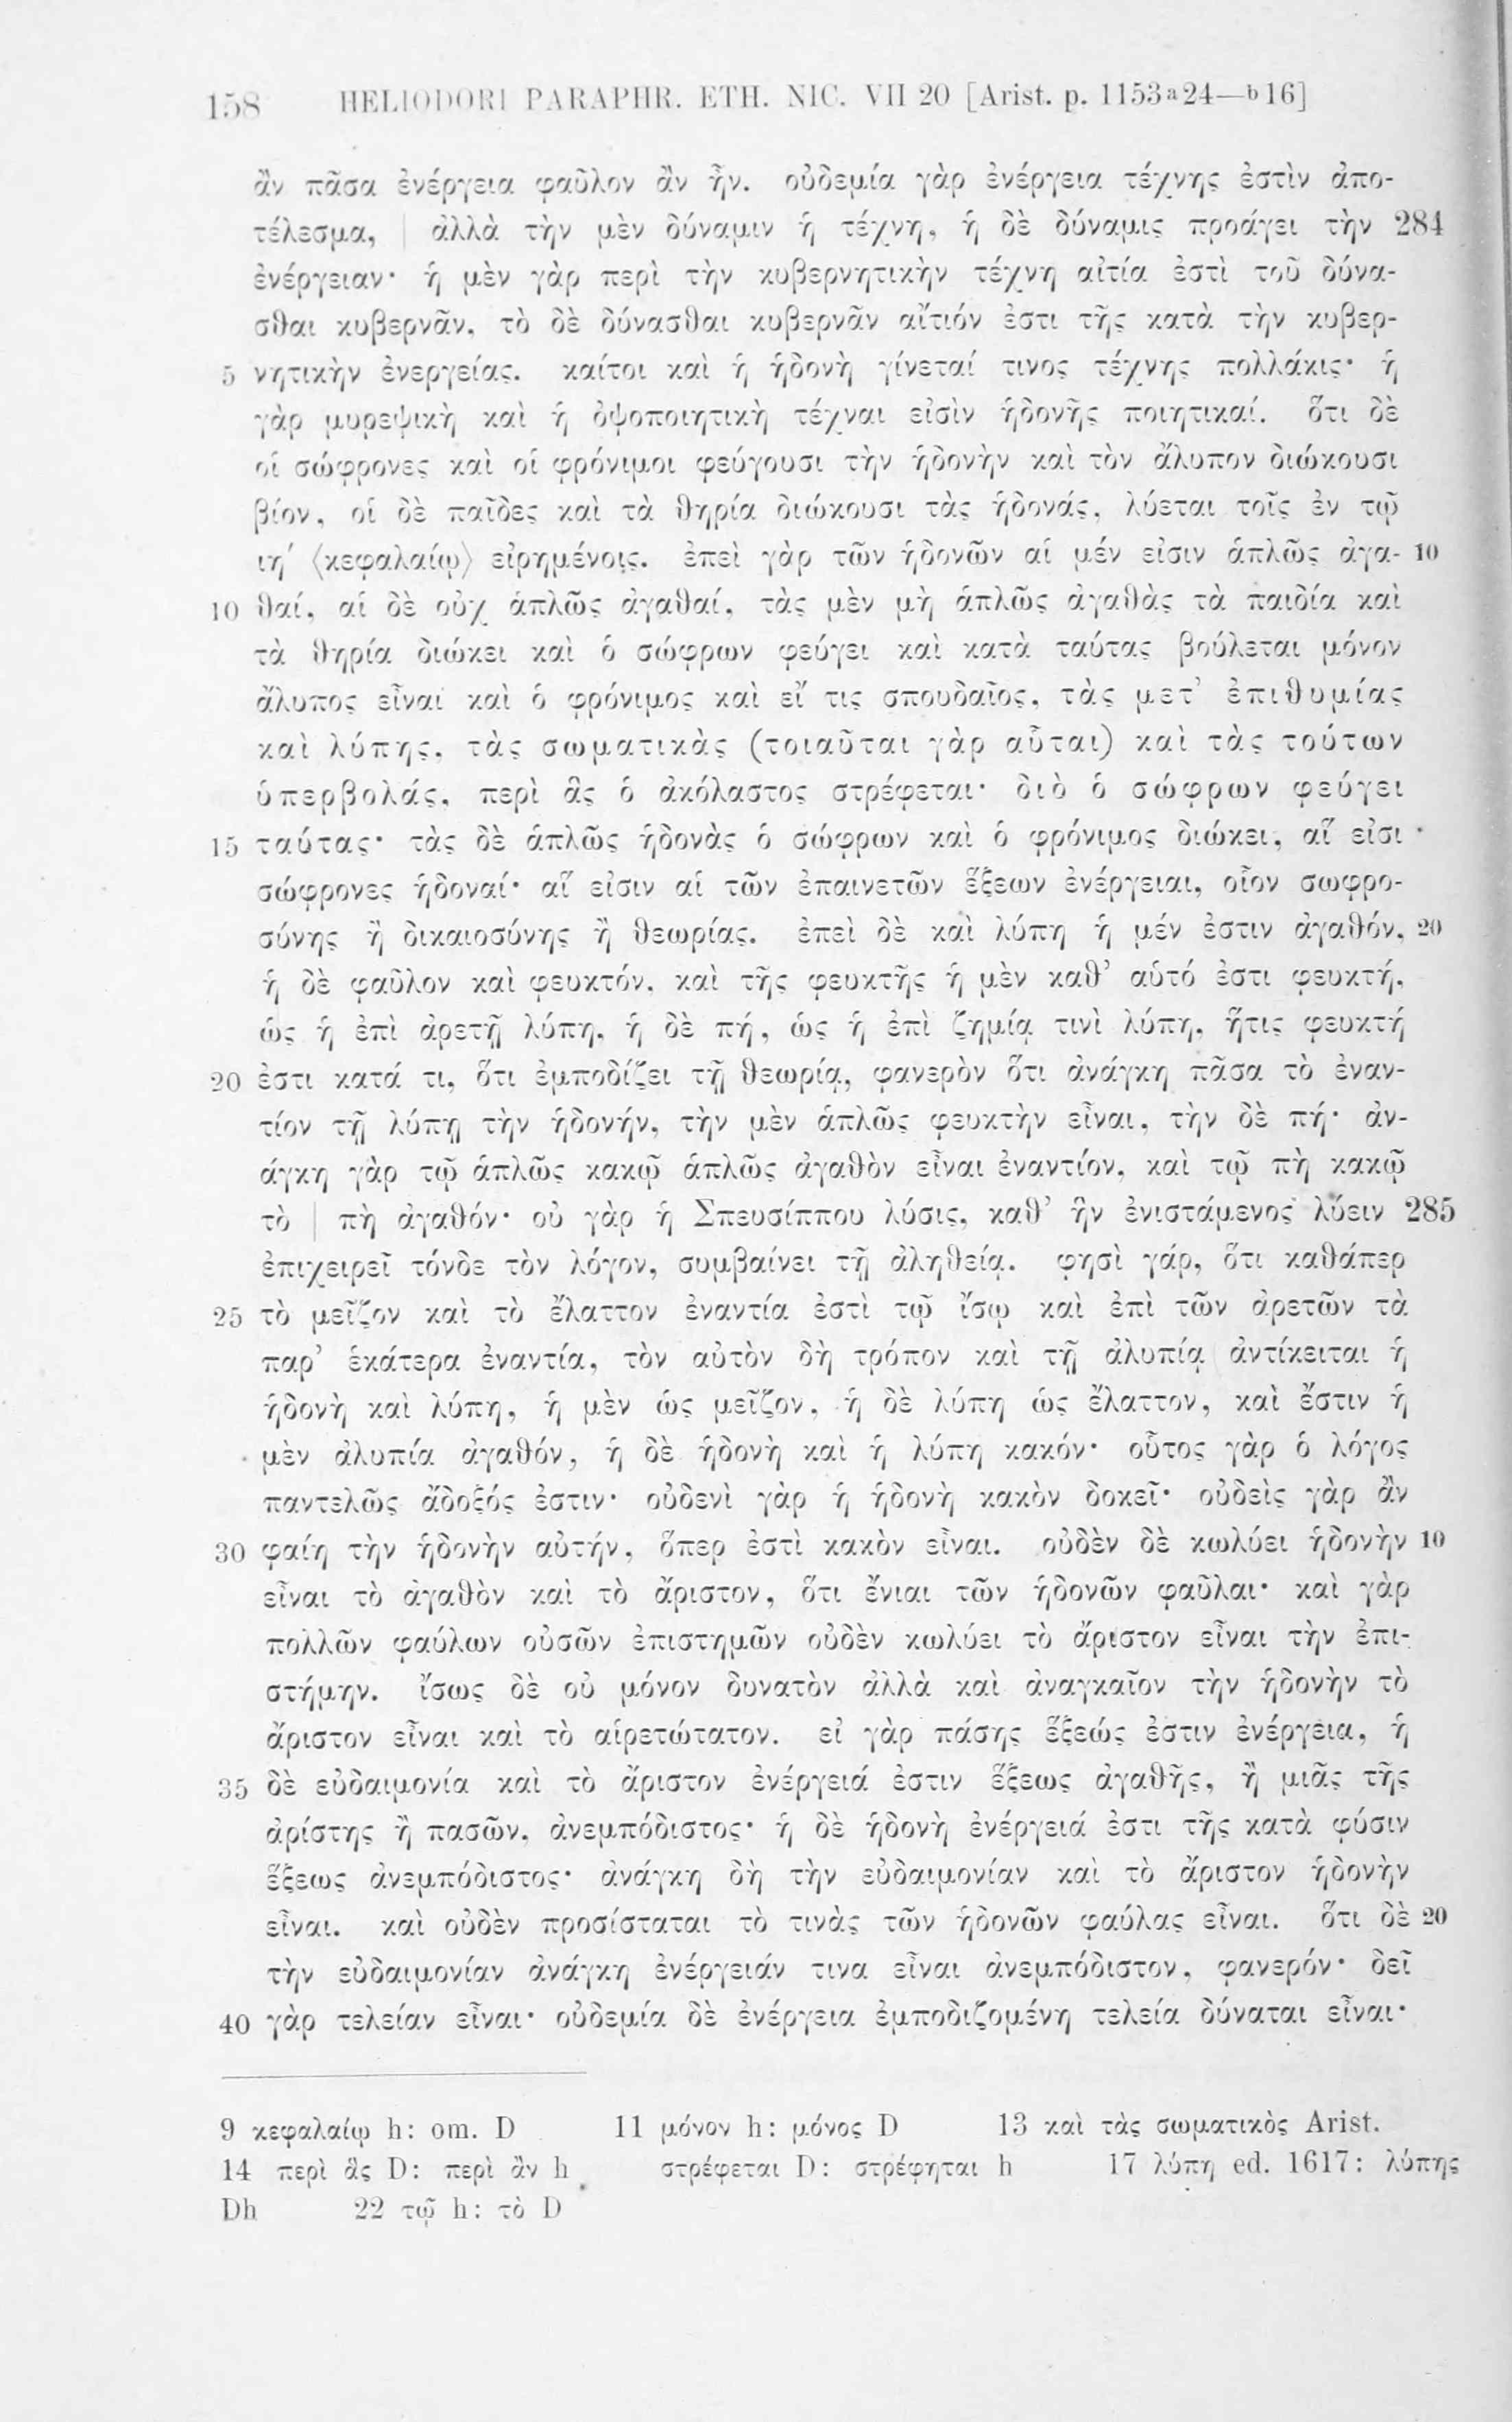 158 HELIODORI PARAPHR. ETH. NIC. VII 20 [Arist. p. 1153a24—b16]
ἂν πᾶσα ἐνέργεια φαῦλον ἂν ἦν. οὐδεμία γὰρ ἐνέργεια τέχνης ἐστὶν ἀπο-
τέλεσμα, | ἀλλὰ τὴν μὲν δύναμιν ἡ τέχνη, ἡ δὲ δύναμις προάγει τὴν 284
ἐνέργειαν· ἡ μὲν γὰρ περὶ τὴν κυβερνητικὴν τέχνη αἰτία ἐστὶ τοῦ δύνα-
σθαι κυβερνᾶν, τὸ δὲ δύνασθαι κυβερνᾶν αἴτιόν ἐστι τῆς κατὰ τὴν κυβερ-
5 νητικὴν ἐνεργείας. καίτοι καὶ ἡ ἡδονὴ γίνεταί τινος τέχνης πολλάκις· ἡ
γὰρ μυρεψικὴ καὶ ἡ ὀψοποιητικὴ τέχναι εἰσὶν ἡδονῆς ποιητικαί. ὅτι δὲ
οἱ σώφρονες καὶ οἱ φρόνιμοι φεύγουσι τὴν ἡδονὴν καὶ τὸν ἄλυπον διώκουσι
βίον, οἱ δὲ παῖδες καὶ τὰ θηρία διώκουσι τὰς ἡδονάς, λύεται τοῖς ἐν τῷ
ιη΄ ⟨κεφαλαίῳ⟩ εἰρημένοις. ἐπεὶ γὰρ τῶν ἡδονῶν αἱ μέν εἰσιν ἁπλῶς ἀγα- 10
10 θαί, αἱ δὲ οὐχ ἁπλῶς ἀγαθαί, τὰς μὲν μὴ ἁπλῶς ἀγαθὰς τὰ παιδία καὶ
τὰ θηρία διώκει καὶ ὁ σώφρων φεύγει καὶ κατὰ ταύτας βούλεται μόνον
ἄλυπος εἶναι καὶ ὁ φρόνιμος καὶ εἴ τις σπουδαῖος, τὰς μετ’ ἐπιθυμίας
καὶ λύπης, τὰς σωματικὰς (τοιαῦται γὰρ αὗται) καὶ τὰς τούτων
ὑπερβολάς, περὶ ἃς ὁ ἀκόλαστος στρέφεται· διὸ ὁ σώφρων φεύγει
15 ταύτας· τὰς δὲ ἁπλῶς ἡδονὰς ὁ σώφρων καὶ ὁ φρόνιμος διώκει, αἵ εἰσι
σώφρονες ἡδοναί· αἵ εἰσιν αἱ τῶν ἐπαινετῶν ἕξεων ἐνέργειαι, οἷον σωφρο-
σύνης ἢ δικαιοσύνης ἢ θεωρίας. ἐπεὶ δὲ καὶ λύπη ἡ μέν ἐστιν ἀγαθόν, 20
ἡ δὲ φαῦλον καὶ φευκτόν, καὶ τῆς φευκτῆς ἡ μὲν καθ’ αὑτό ἐστι φευκτή,
ὡς ἡ ἐπὶ ἀρετῇ λύπη, ἡ δὲ πή, ὡς ἡ ἐπὶ ζημίᾳ τινὶ λύπη, ἥτις φευκτή
20 ἐστι κατά τι, ὅτι ἐμποδίζει τῇ θεωρίᾳ, φανερὸν ὅτι ἀνάγκη πᾶσα τὸ ἐναν-
τίον τῇ λύπῃ τὴν ἡδονήν, τὴν μὲν ἁπλῶς φευκτὴν εἶναι, τὴν δὲ πή· ἀν-
άγκη γὰρ τῷ ἁπλῶς κακῷ ἁπλῶς ἀγαθὸν εἶναι ἐναντίον, καὶ τῷ πὴ κακῷ
τὸ | πὴ ἀγαθόν· οὐ γὰρ ἡ Σπευσίππου λύσις, καθ’ ἣν ἐνιστάμενος λύειν 285
ἐπιχειρεῖ τόνδε τὸν λόγον, συμβαίνει τῇ ἀληθείᾳ. φησὶ γάρ, ὅτι καθάπερ
25 τὸ μεῖζον καὶ τὸ ἔλαττον ἐναντία ἐστὶ τῷ ἴσῳ καὶ ἐπὶ τῶν ἀρετῶν τὰ
παρ’ ἑκάτερα ἐναντία, τὸν αὐτὸν δὴ τρόπον καὶ τῇ ἀλυπίᾳ ἀντίκειται ἡ
ἡδονὴ καὶ λύπη, ἡ μὲν ὡς μεῖζον, ἡ δὲ λύπη ὡς ἔλαττον, καὶ ἔστιν ἡ
μὲν ἀλυπία ἀγαθόν, ἡ δὲ ἡδονὴ καὶ ἡ λύπη κακόν· οὗτος γὰρ ὁ λόγος
παντελῶς ἄδοξός ἐστιν· οὐδενὶ γὰρ ἡ ἡδονὴ κακὸν δοκεῖ· οὐδεὶς γὰρ ἂν
30 φαίη τὴν ἡδονὴν αὐτήν, ὅπερ ἐστὶ κακὸν εἶναι. οὐδὲν δὲ κωλύει ἡδονὴν 10
εἶναι τὸ ἀγαθὸν καὶ τὸ ἄριστον, ὅτι ἔνιαι τῶν ἡδονῶν φαῦλαι· καὶ γὰρ
πολλῶν φαύλων οὐσῶν ἐπιστημῶν οὐδὲν κωλύει τὸ ἄριστον εἶναι τὴν ἐπι-
στήμην. ἴσως δὲ οὐ μόνον δυνατὸν ἀλλὰ καὶ ἀναγκαῖον τὴν ἡδονὴν τὸ
ἄριστον εἶναι καὶ τὸ αἱρετώτατον. εἰ γὰρ πάσης ἕξεώς ἐστιν ἐνέργεια, ἡ
35 δὲ εὐδαιμονία καὶ τὸ ἄριστον ἐνέργειά ἐστιν ἕξεως ἀγαθῆς, ἢ μιᾶς τῆς
ἀρίστης ἢ πασῶν, ἀνεμπόδιστος· ἡ δὲ ἡδονὴ ἐνέργειά ἐστι τῆς κατὰ φύσιν
ἕξεως ἀνεμπόδιστος· ἀνάγκη δὴ τὴν εὐδαιμονίαν καὶ τὸ ἄριστον ἡδονὴν
εἶναι. καὶ οὐδὲν προσίσταται τὸ τινὰς τῶν ἡδονῶν φαύλας εἶναι. ὅτι δὲ 20
τὴν εὐδαιμονίαν ἀνάγκη ἐνέργειάν τινα εἶναι ἀνεμπόδιστον, φανερόν· δεῖ
40 γὰρ τελείαν εἶναι· οὐδεμία δὲ ἐνέργεια ἐμποδιζομένη τελεία δύναται εἶναι·
9 κεφαλαίῳ h: om. D 11 μόνον h: μόνος D 13 καὶ τὰς σωματικὸς Arist.
14 περὶ ἃς D: περὶ ἂν h στρέφεται D: στρέφηται h 17 λύπη ed. 1617: λύπης
Dh 22 τῷ h: τὸ D